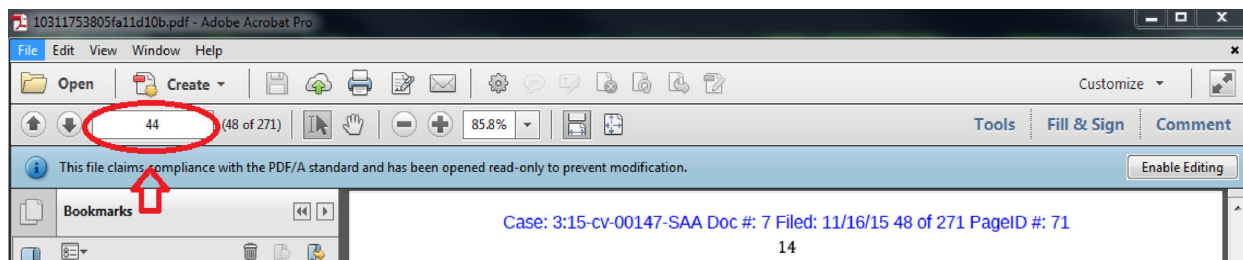 10311753805fa11d10b.pdf - Adobe Acrobat Pro
File Edit View Window Help
Open Create Customize
44 (48 of 271) 85.8% Tools Fill & Sign Comment
This file claims compliance with the PDF/A standard and has been opened read-only to prevent modification. Enable Editing
Bookmarks
Case: 3:15-cv-00147-SAA Doc #: 7 Filed: 11/16/15 48 of 271 PageID #: 71
14